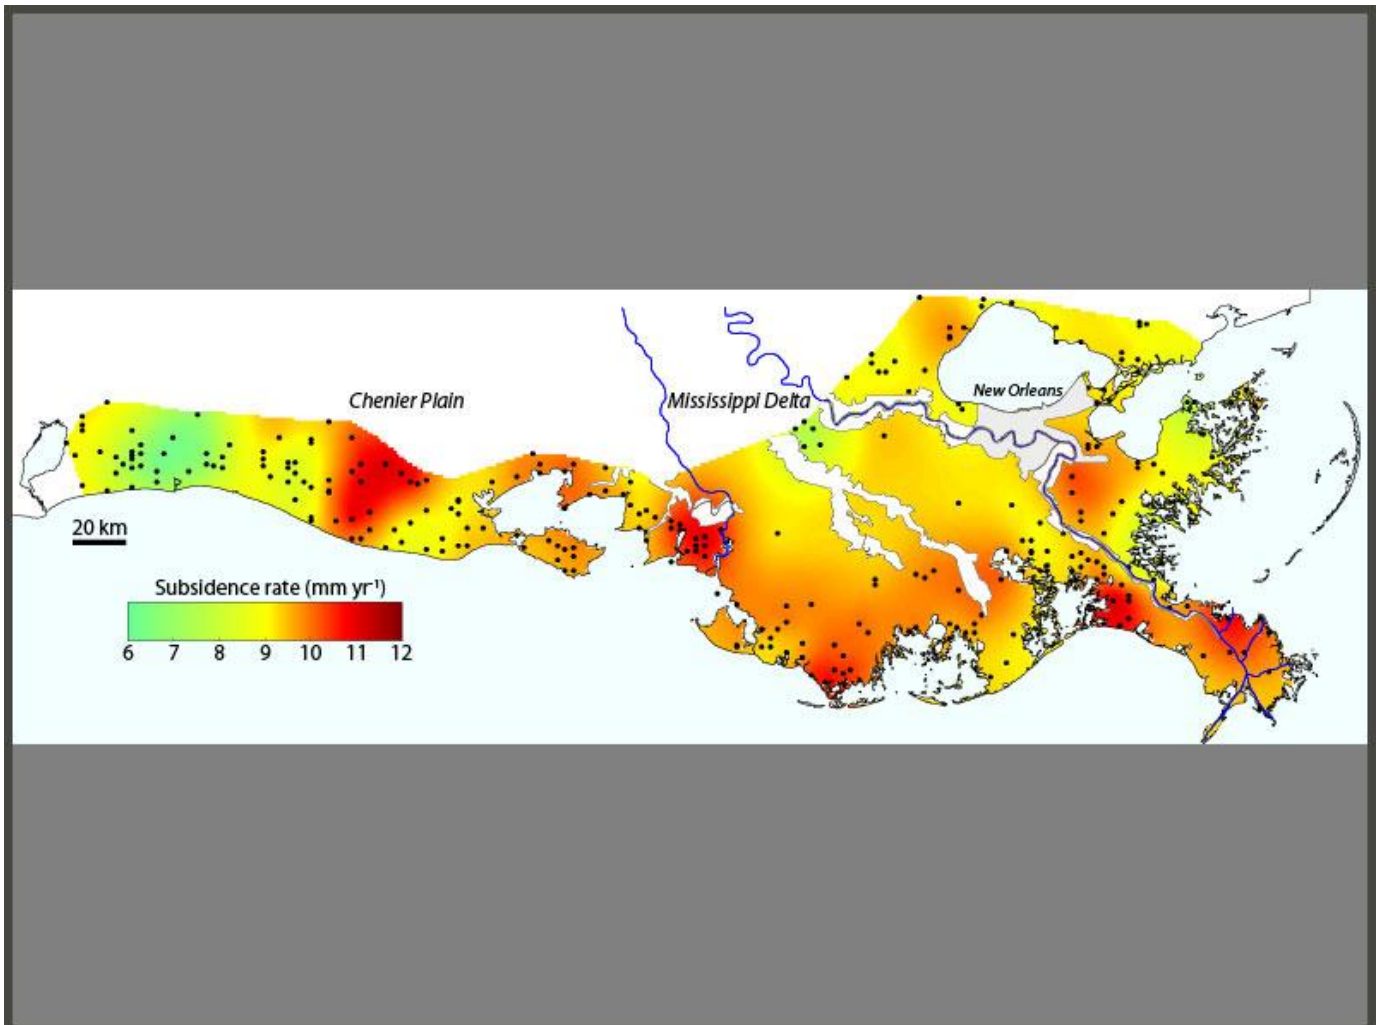 Chenier Plain
Mississippi Delta
New Orleans
20 km
Subsidence rate (mm yr⁻¹)
6 7 8 9 10 11 12